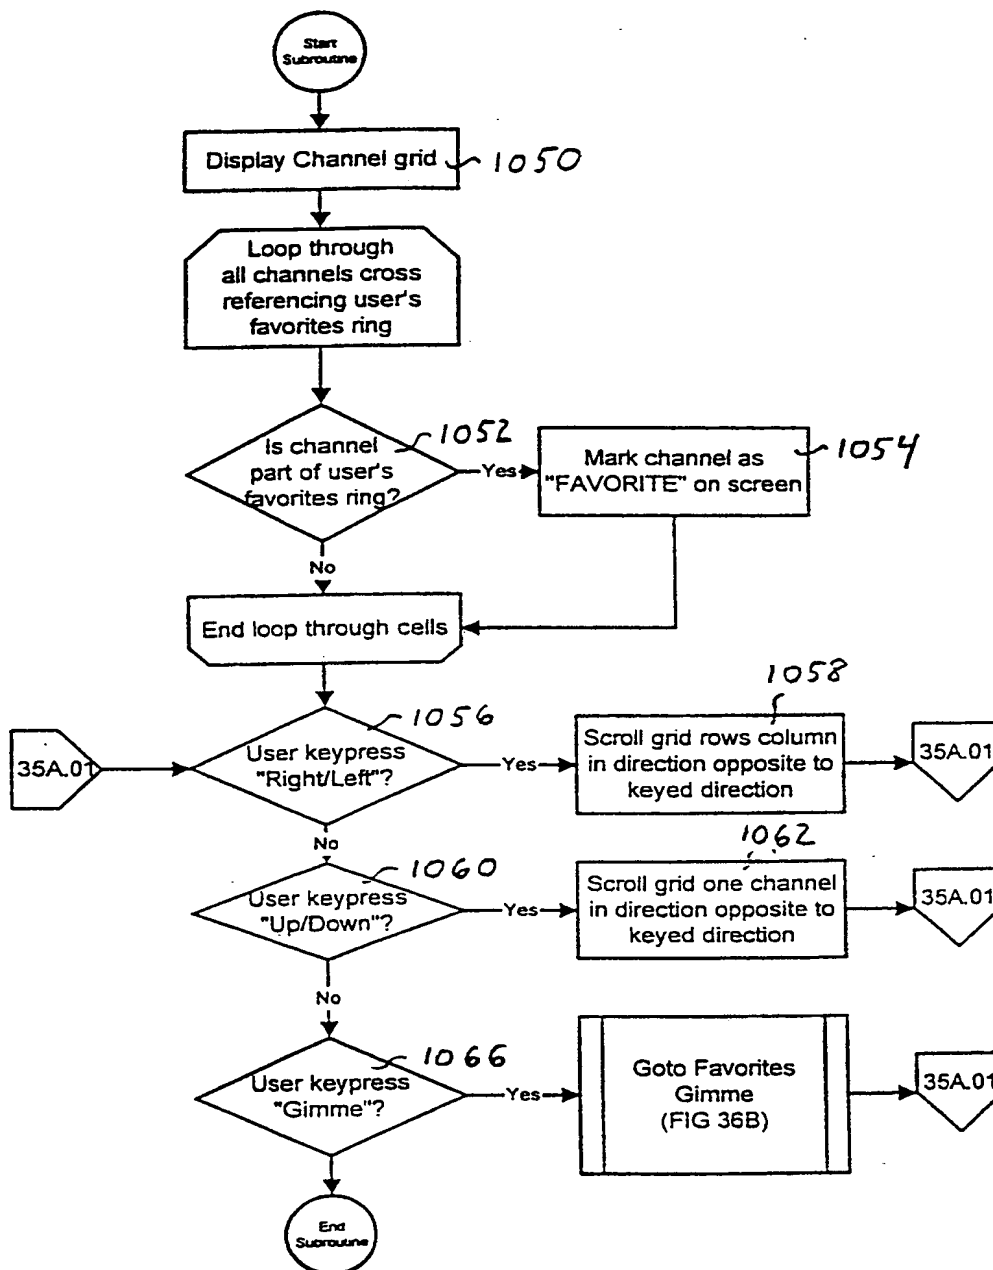 Start
Subroutine
Display Channel grid
1050
Loop through
all channels cross
referencing user's
favorites ring
1052
Is channel
part of user's
favorites ring?
Yes
1054
Mark channel as
"FAVORITE" on screen
No
End loop through cells
1056
35A.01
User keypress
"Right/Left"?
Yes
1058
Scroll grid rows column
in direction opposite to
keyed direction
35A.01
No
1060
User keypress
"Up/Down"?
Yes
1062
Scroll grid one channel
in direction opposite to
keyed direction
35A.01
No
1066
User keypress
"Gimme"?
Yes
Goto Favorites
Gimme
(FIG 36B)
35A.01
End
Subroutine